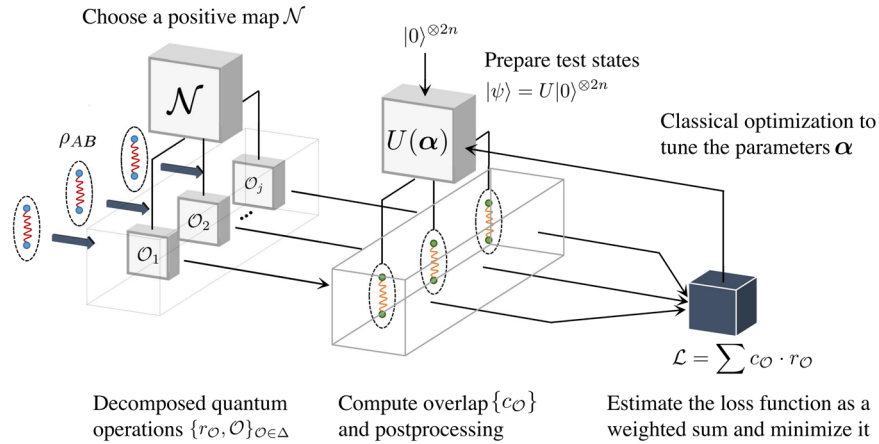 Choose a positive map 𝒩
|0⟩^{⊗2n}
Prepare test states
|ψ⟩ = U|0⟩^{⊗2n}
𝒩
ρ_{AB}
U(α)
Classical optimization to
tune the parameters α
𝒪_j
𝒪_2
...
𝒪_1
ℒ = ∑ c_𝒪 · r_𝒪
Decomposed quantum
operations {r_𝒪, 𝒪}_{𝒪∈Δ}
Compute overlap {c_𝒪}
and postprocessing
Estimate the loss function as a
weighted sum and minimize it